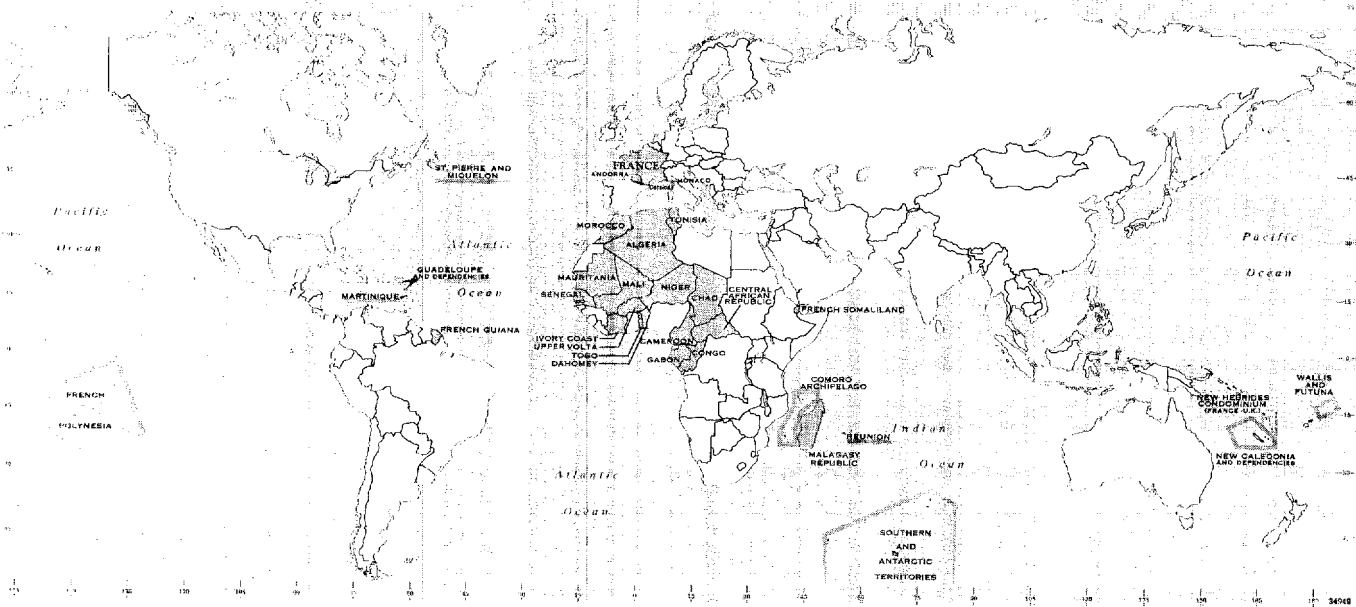 ST. PIERRE AND
MIQUELON
FRANCE
ANDORRA
MONACO
Corsica
Pacific
Ocean
Atlantic
Ocean
MOROCCO
TUNISIA
ALGERIA
Pacific
Ocean
GUADELOUPE
AND DEPENDENCIES
MARTINIQUE
FRENCH GUIANA
MAURITANIA
MALI
NIGER
SENEGAL
CHAD
CENTRAL
AFRICAN
REPUBLIC
FRENCH SOMALILAND
IVORY COAST
UPPER VOLTA
TOGO
DAHOMEY
CAMEROON
GABON
CONGO
FRENCH
POLYNESIA
COMORO
ARCHIPELAGO
REUNION
MALAGASY
REPUBLIC
Indian
Ocean
WALLIS
AND
FUTUNA
NEW HEBRIDES
CONDOMINIUM
(FRANCE-U.K.)
NEW CALEDONIA
AND DEPENDENCIES
Atlantic
Ocean
SOUTHERN
AND
ANTARCTIC
TERRITORIES
34949